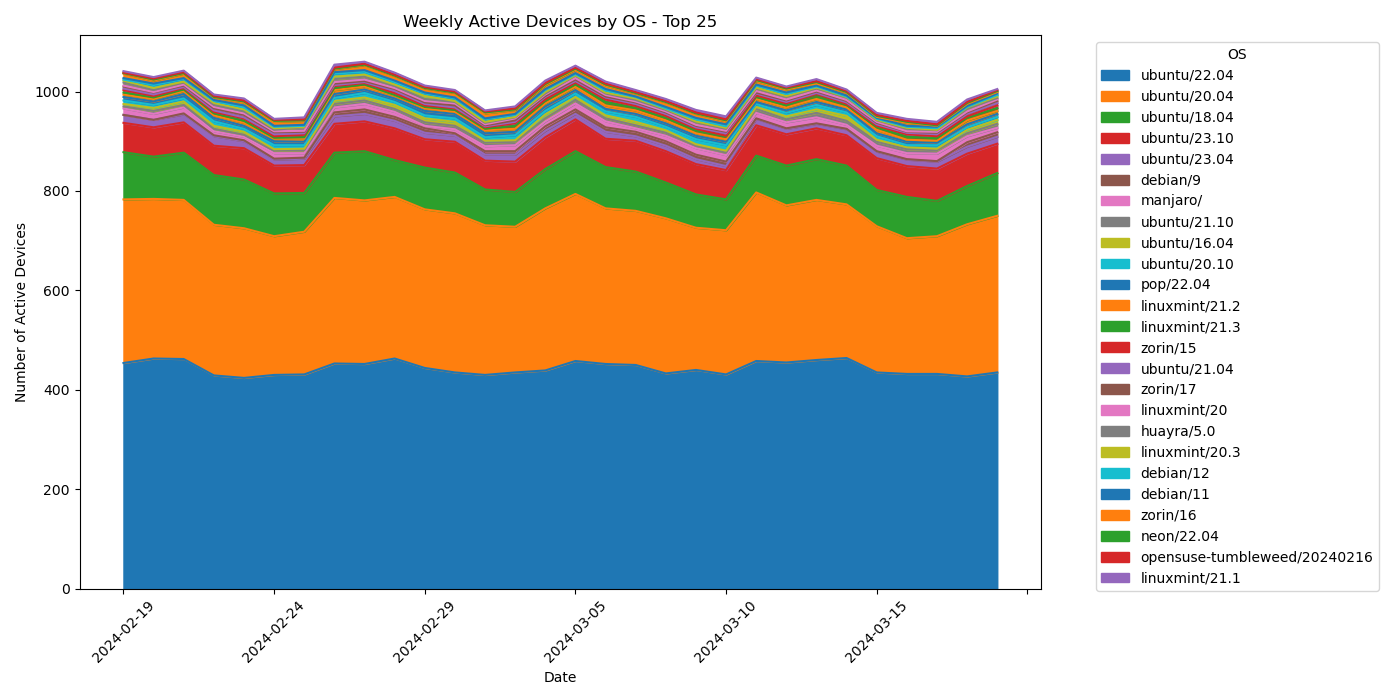 Weekly Active Devices by OS - Top 25
Number of Active Devices
1000
800
600
400
200
0
2024-02-19
2024-02-24
2024-02-29
2024-03-05
2024-03-10
2024-03-15
Date
OS
ubuntu/22.04
ubuntu/20.04
ubuntu/18.04
ubuntu/23.10
ubuntu/23.04
debian/9
manjaro/
ubuntu/21.10
ubuntu/16.04
ubuntu/20.10
pop/22.04
linuxmint/21.2
linuxmint/21.3
zorin/15
ubuntu/21.04
zorin/17
linuxmint/20
huayra/5.0
linuxmint/20.3
debian/12
debian/11
zorin/16
neon/22.04
opensuse-tumbleweed/20240216
linuxmint/21.1